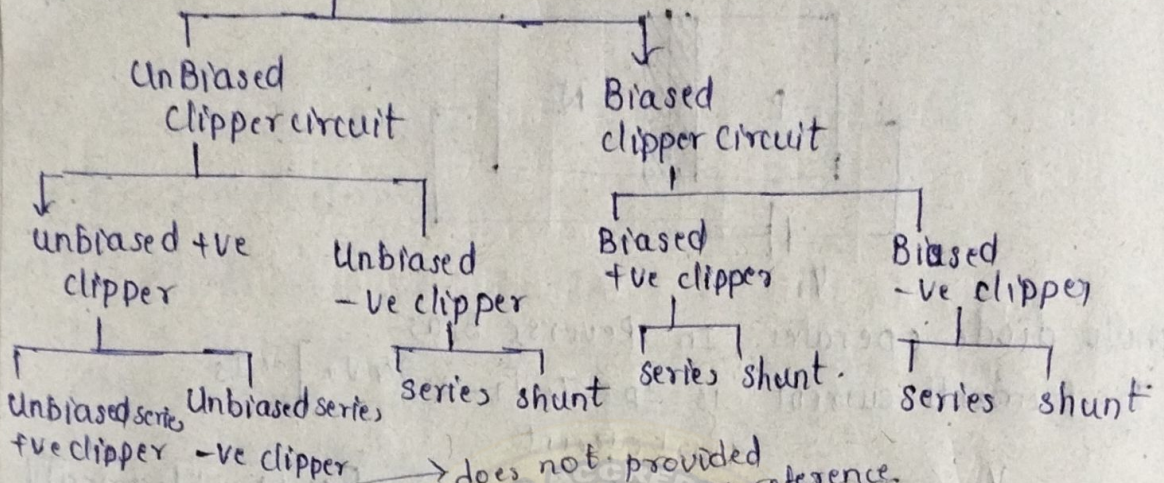 UnBiased
Clipper circuit
Biased
clipper circuit
unbiased +ve
clipper
Unbiased
-ve clipper
Biased
+ve clipper
Biased
-ve clipper
Unbiased series
+ve clipper
Unbiased series
-ve clipper
series shunt
series shunt.
series shunt
→ does not provided